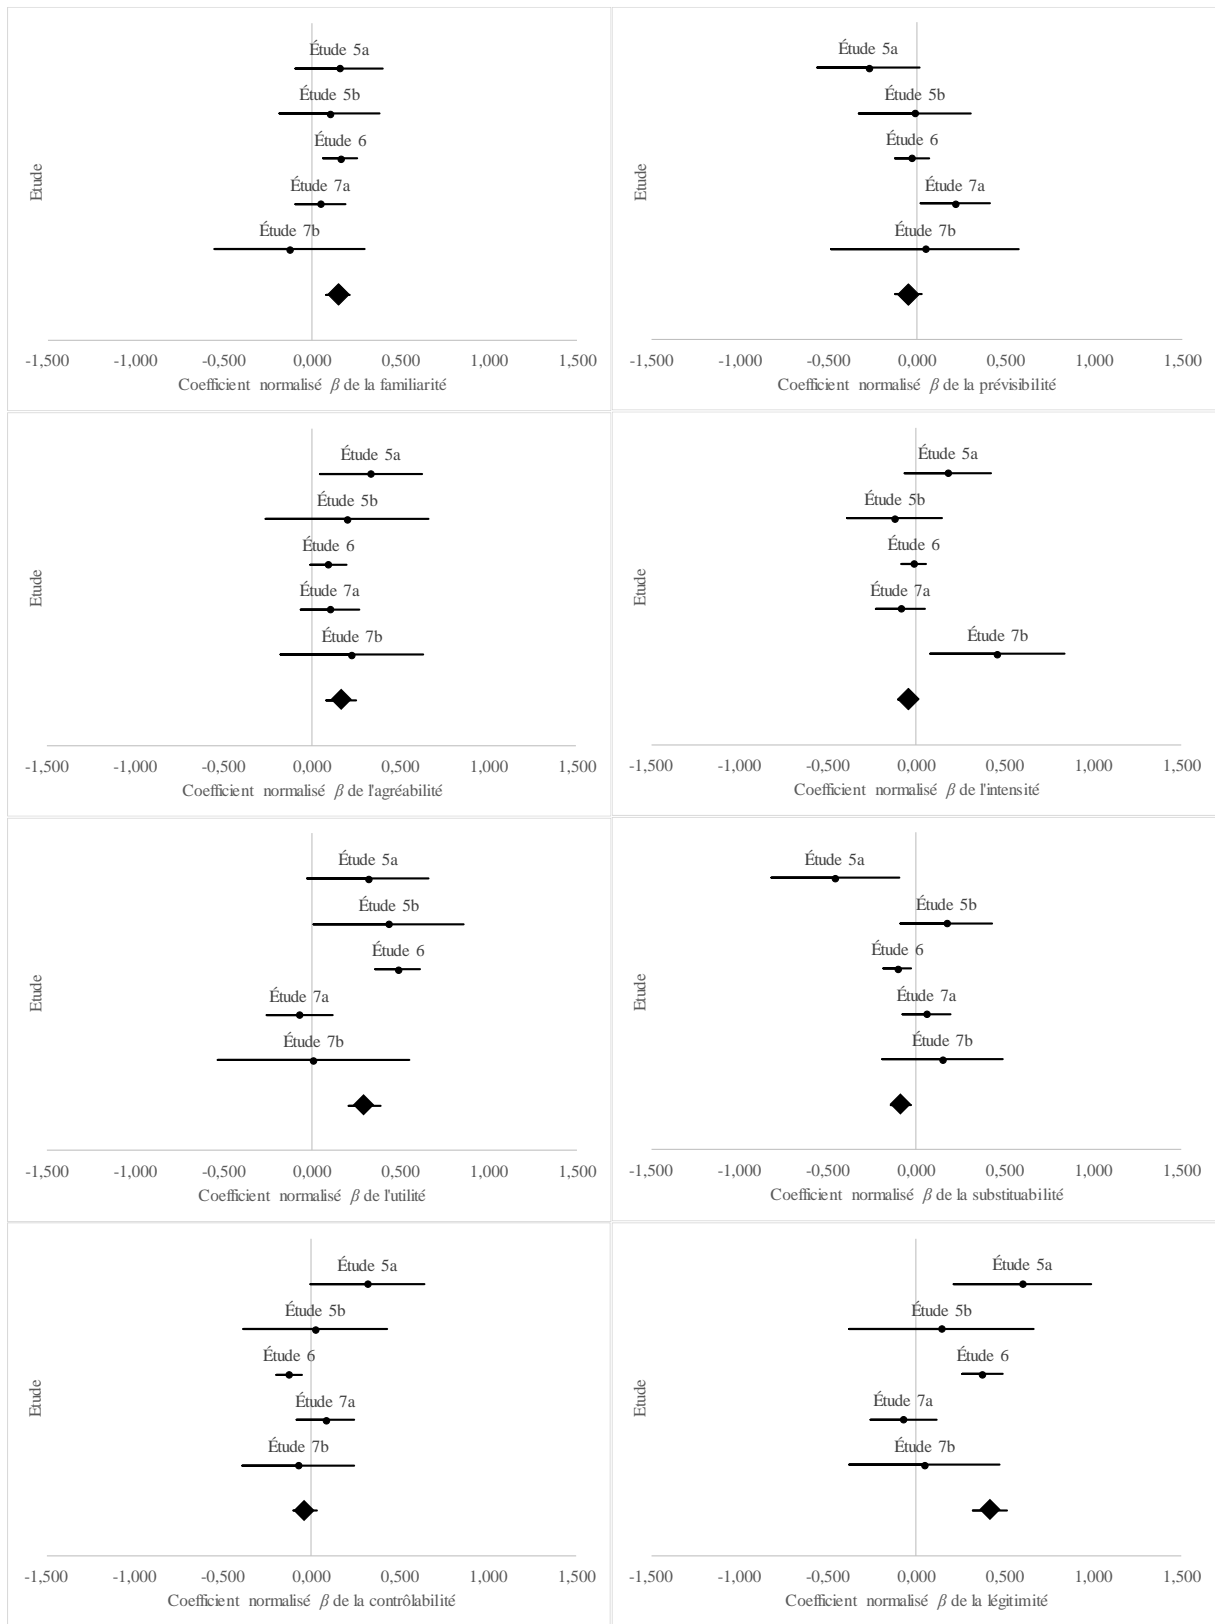 Étude 5a
Étude 5b
Étude 6
Étude 7a
Étude 7b
Etude
-1,500 -1,000 -0,500 0,000 0,500 1,000 1,500
Coefficient normalisé β de la familiarité
Étude 5a
Étude 5b
Étude 6
Étude 7a
Étude 7b
Etude
-1,500 -1,000 -0,500 0,000 0,500 1,000 1,500
Coefficient normalisé β de la prévisibilité
Étude 5a
Étude 5b
Étude 6
Étude 7a
Étude 7b
Etude
-1,500 -1,000 -0,500 0,000 0,500 1,000 1,500
Coefficient normalisé β de l'agréabilité
Étude 5a
Étude 5b
Étude 6
Étude 7a
Étude 7b
Etude
-1,500 -1,000 -0,500 0,000 0,500 1,000 1,500
Coefficient normalisé β de l'intensité
Étude 5a
Étude 5b
Étude 6
Étude 7a
Étude 7b
Etude
-1,500 -1,000 -0,500 0,000 0,500 1,000 1,500
Coefficient normalisé β de l'utilité
Étude 5a
Étude 5b
Étude 6
Étude 7a
Étude 7b
Etude
-1,500 -1,000 -0,500 0,000 0,500 1,000 1,500
Coefficient normalisé β de la substituabilité
Étude 5a
Étude 5b
Étude 6
Étude 7a
Étude 7b
Etude
-1,500 -1,000 -0,500 0,000 0,500 1,000 1,500
Coefficient normalisé β de la contrôlabilité
Étude 5a
Étude 5b
Étude 6
Étude 7a
Étude 7b
Etude
-1,500 -1,000 -0,500 0,000 0,500 1,000 1,500
Coefficient normalisé β de la légitimité